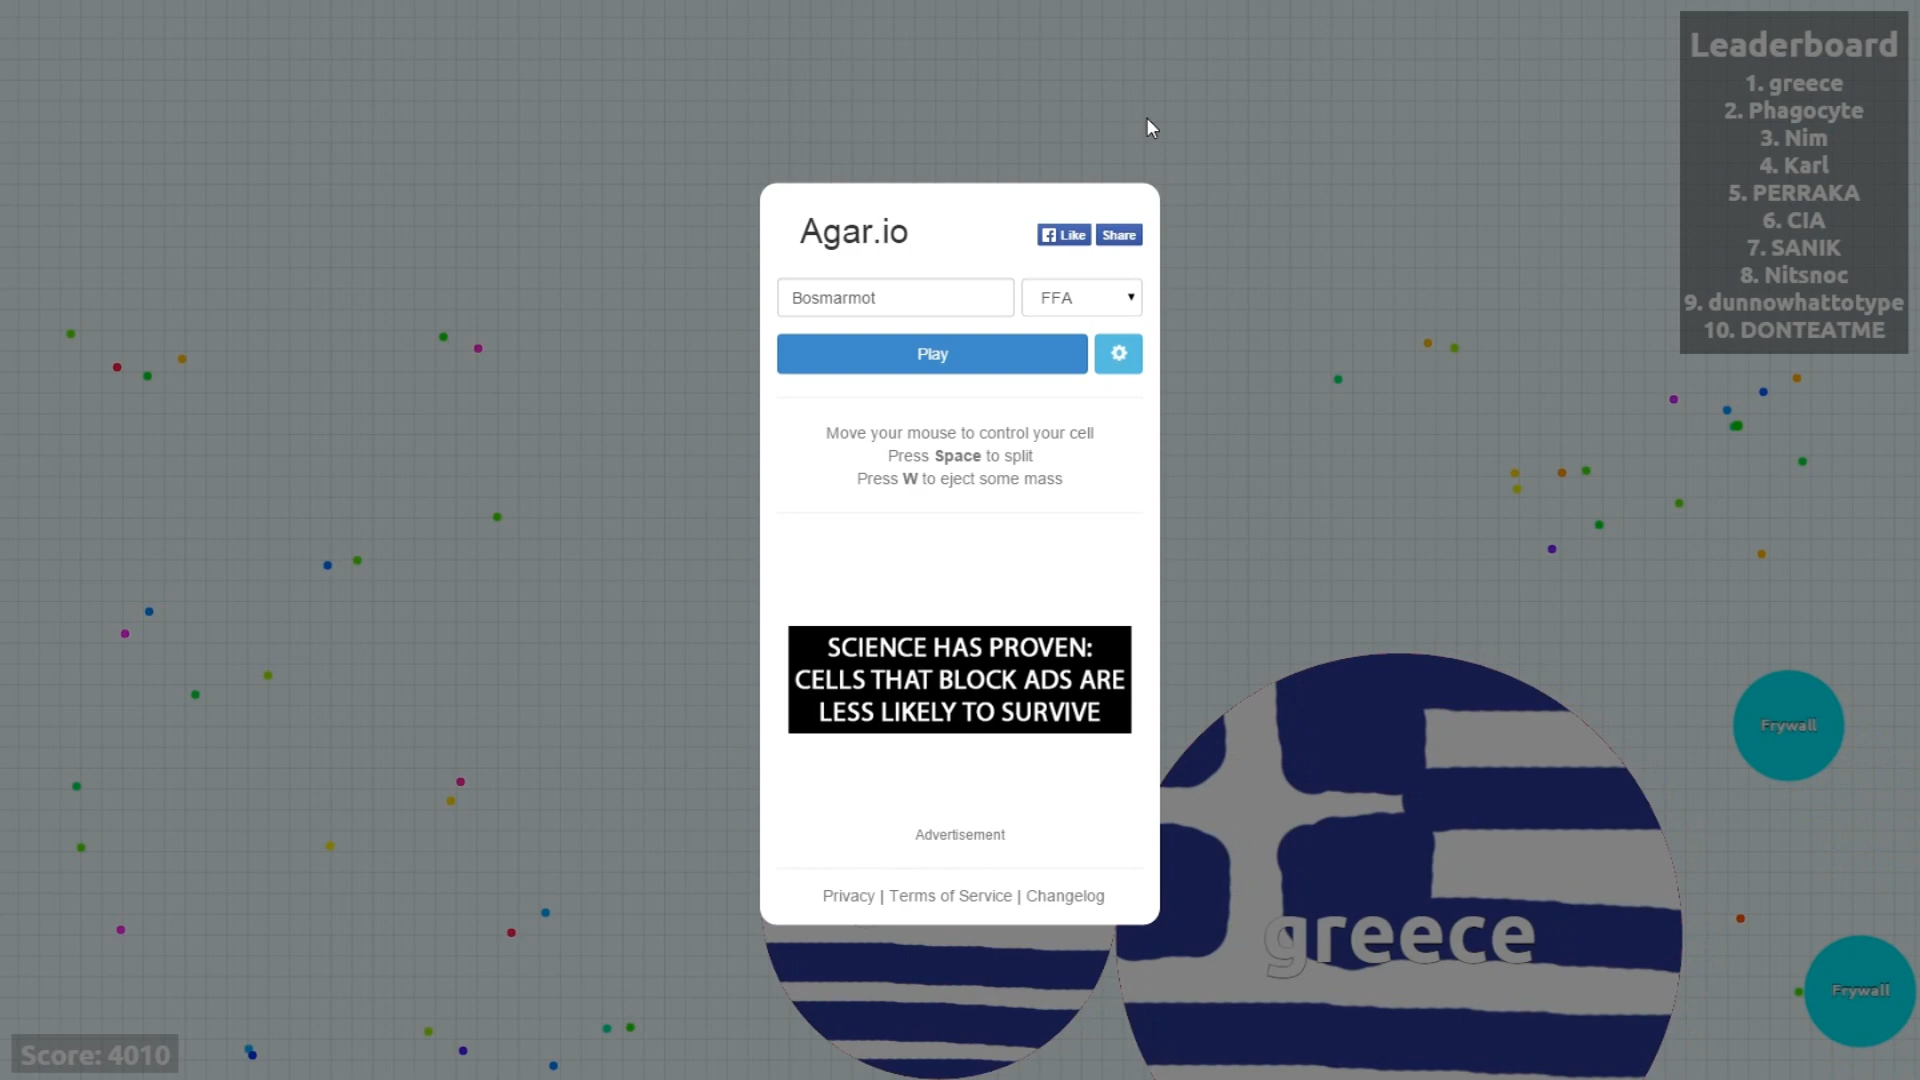 Leaderboard
1. greece
2. Phagocyte
3. Nim
4. Karl
5. PERRAKA
6. CIA
7. SANIK
8. Nitsnoc
9. dunnowhattotype
10. DONTEATME
Agar.io
Like
Share
Bosmarmot
FFA
Play
Move your mouse to control your cell
Press Space to split
Press W to eject some mass
SCIENCE HAS PROVEN:
CELLS THAT BLOCK ADS ARE
LESS LIKELY TO SURVIVE
Advertisement
Privacy | Terms of Service | Changelog
Frywall
greece
Frywall
Score: 4010